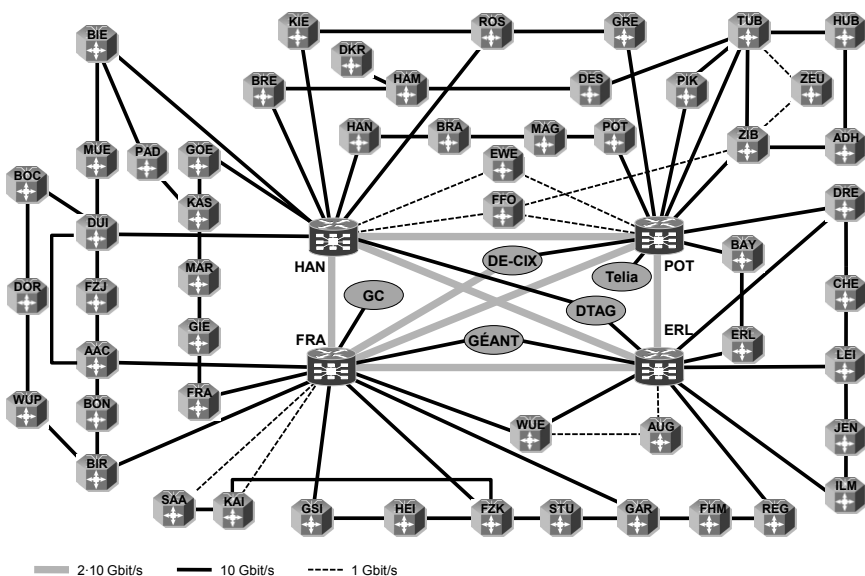 KIE
ROS
GRE
TUB
HUB
BIE
DKR
BRE
HAM
DES
PIK
ZEU
HAN
BRA
MAG
POT
ZIB
ADH
MUE
PAD
GOE
EWE
BOC
KAS
FFO
DRE
DUI
HAN
DE-CIX
POT
BAY
Telia
DOR
FZJ
MAR
GC
DTAG
CHE
FRA
GÉANT
ERL
GIE
ERL
AAC
LEI
WUP
BON
FRA
WUE
AUG
JEN
BIR
SAA
KAI
GSI
HEI
FZK
STU
GAR
FHM
REG
ILM
2·10 Gbit/s
10 Gbit/s
1 Gbit/s